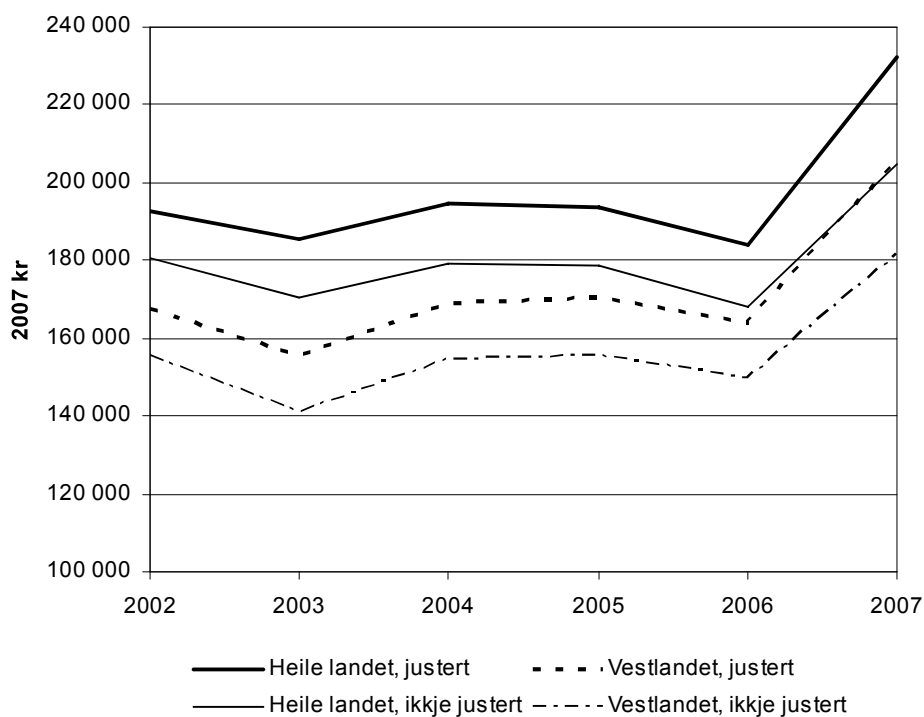 240 000
220 000
200 000
180 000
160 000
140 000
120 000
100 000
2007 kr
2002 2003 2004 2005 2006 2007
Heile landet, justert Vestlandet, justert
Heile landet, ikkje justert Vestlandet, ikkje justert